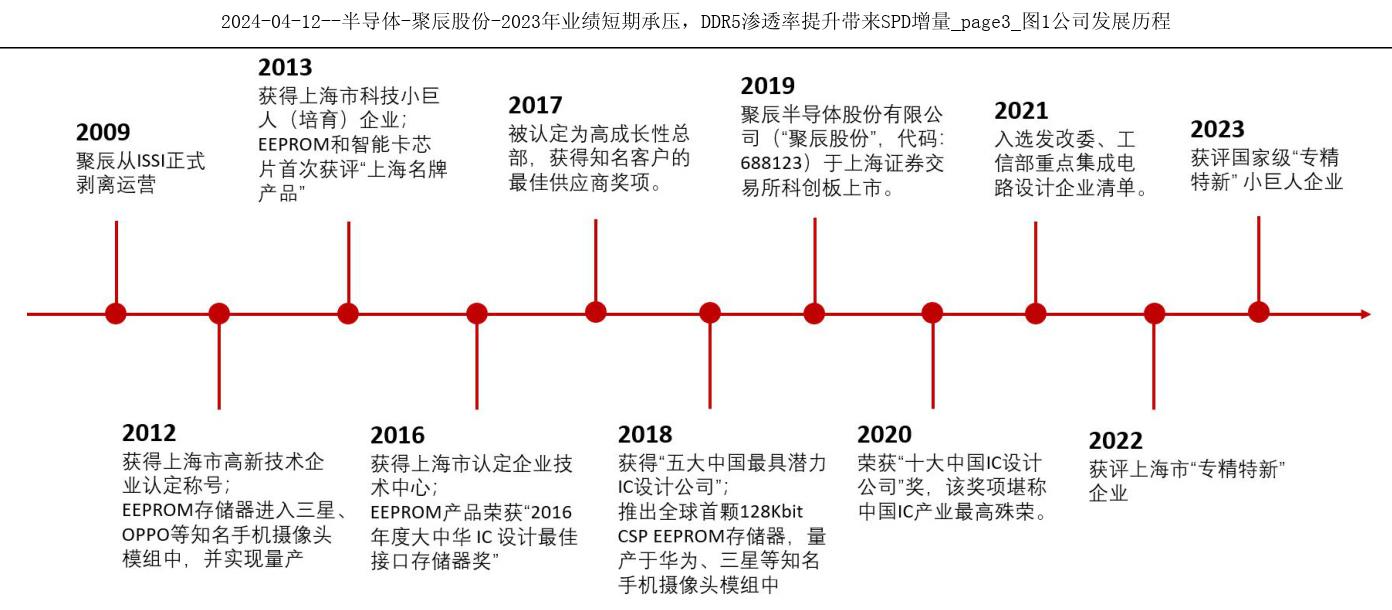 2024-04-12--半导体-聚辰股份-2023年业绩短期承压，DDR5渗透率提升带来SPD增量_page3_图1公司发展历程
2009
聚辰从ISSI正式
剥离运营
2013
获得上海市科技小巨
人（培育）企业；
EEPROM和智能卡芯
片首次获评“上海名牌
产品”
2017
被认定为高成长性总
部，获得知名客户的
最佳供应商奖项。
2019
聚辰半导体股份有限公
司（“聚辰股份”，代码：
688123）于上海证券交
易所科创板上市。
2021
入选发改委、工
信部重点集成电
路设计企业清单。
2023
获评国家级“专精
特新” 小巨人企业
2012
获得上海市高新技术企
业认定称号；
EEPROM存储器进入三星、
OPPO等知名手机摄像头
模组中，并实现量产
2016
获得上海市认定企业技
术中心；
EEPROM产品荣获“2016
年度大中华 IC 设计最佳
接口存储器奖”
2018
获得“五大中国最具潜力
IC设计公司”；
推出全球首颗128Kbit
CSP EEPROM存储器，量
产于华为、三星等知名
手机摄像头模组中
2020
荣获“十大中国IC设计
公司”奖，该奖项堪称
中国IC产业最高殊荣。
2022
获评上海市“专精特新”
企业